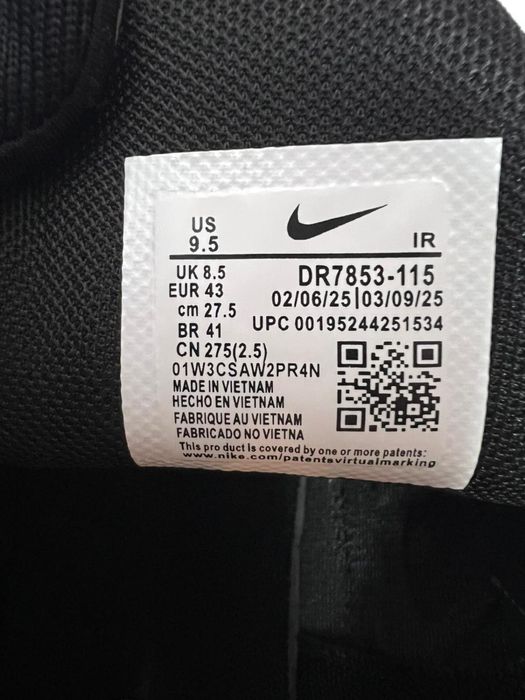 US
9.5
IR
UK 8.5
EUR 43
cm 27.5
BR 41
CN 275(2.5)
DR7853-115
02/06/25|03/09/25
UPC 00195244251534
01W3CSAW2PR4N
MADE IN VIETNAM
HECHO EN VIETNAM
FABRIQUE AU VIETNAM
FABRICADO NO VIETNA
This product is covered by one or more patents:
www.nike.com/patentsvirtualmarking